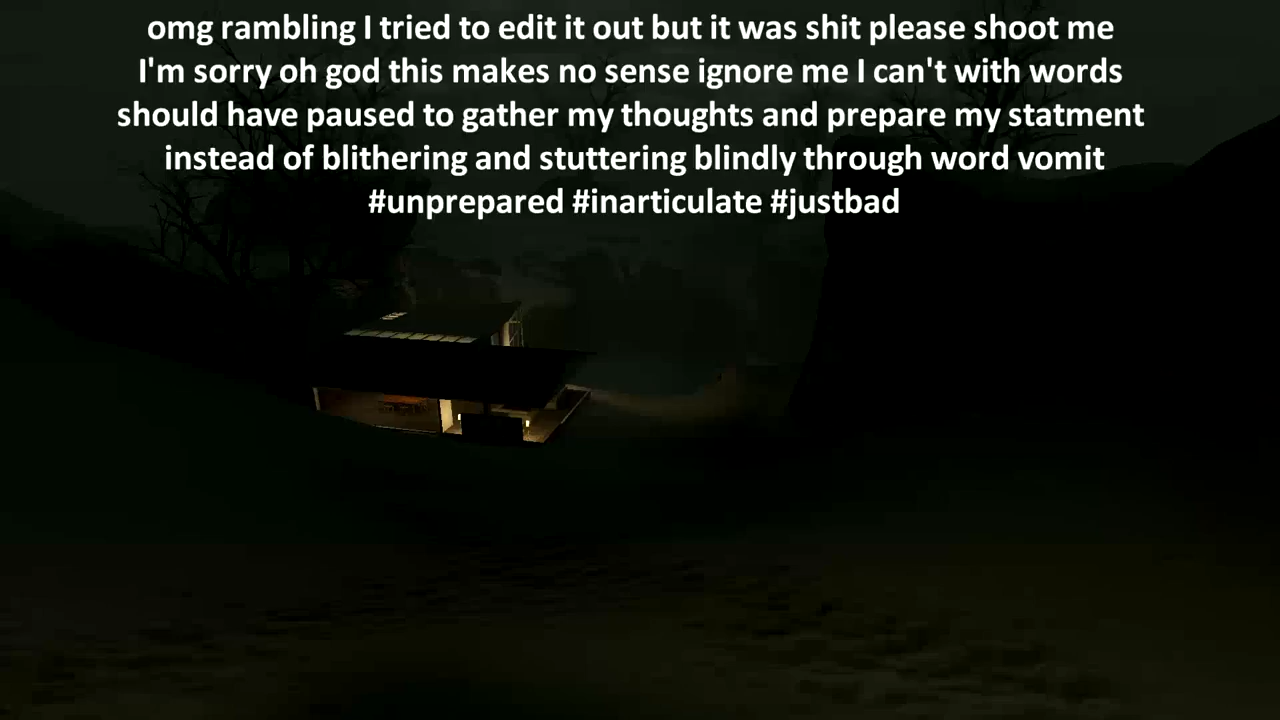 omg rambling I tried to edit it out but it was shit please shoot me
I'm sorry oh god this makes no sense ignore me I can't with words
should have paused to gather my thoughts and prepare my statment
instead of blithering and stuttering blindly through word vomit
#unprepared #inarticulate #justbad